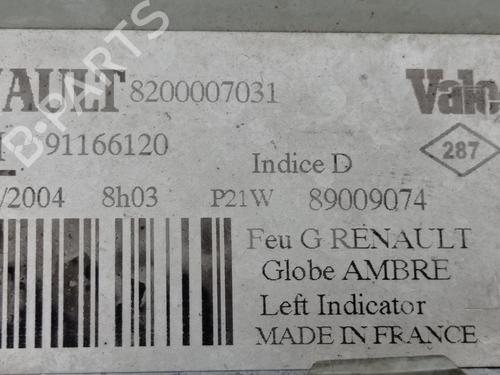 B-PARTS
VAULT 8200007031 Vale
91166120 287
Indice D
/2004 8h03 P21W 89009074
Feu G RENAULT
Globe AMBRE
Left Indicator
MADE IN FRANCE